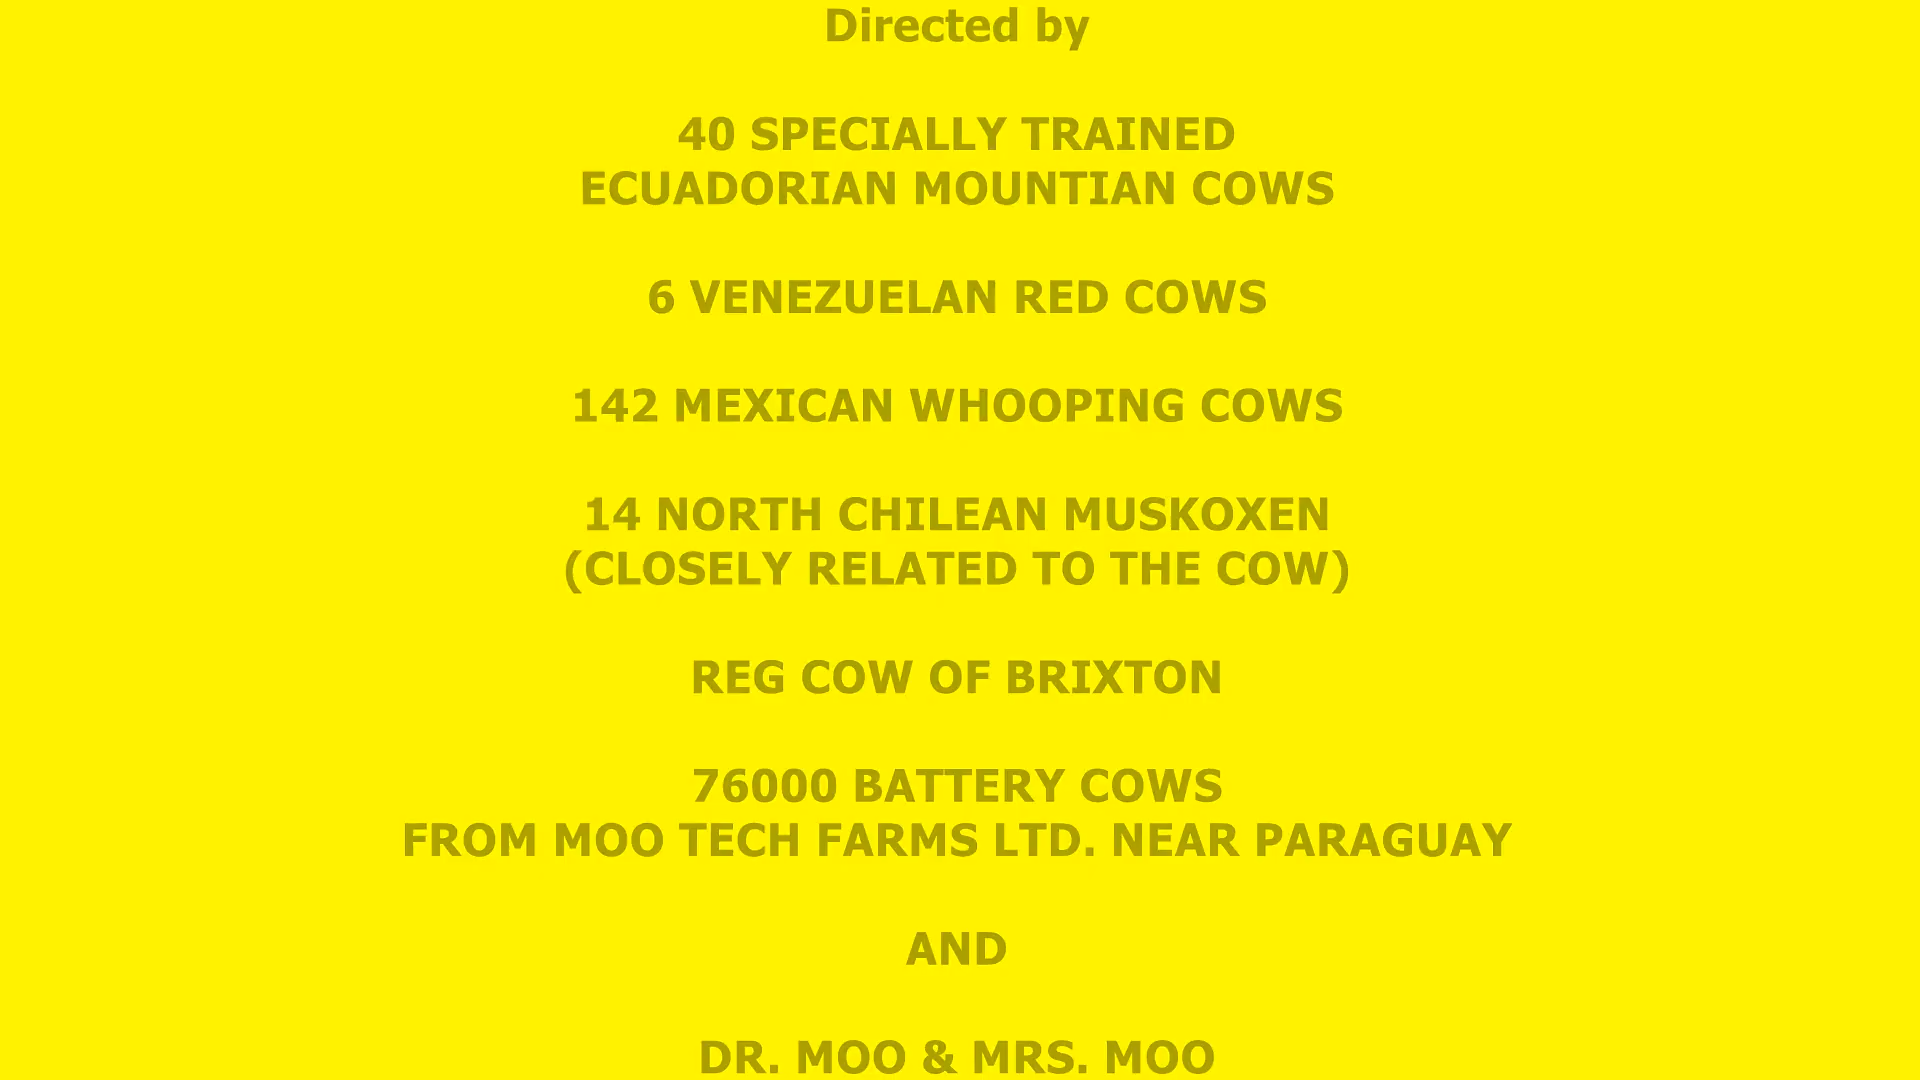 Directed by
40 SPECIALLY TRAINED
ECUADORIAN MOUNTIAN COWS
6 VENEZUELAN RED COWS
142 MEXICAN WHOOPING COWS
14 NORTH CHILEAN MUSKOXEN
(CLOSELY RELATED TO THE COW)
REG COW OF BRIXTON
76000 BATTERY COWS
FROM MOO TECH FARMS LTD. NEAR PARAGUAY
AND
DR. MOO & MRS. MOO